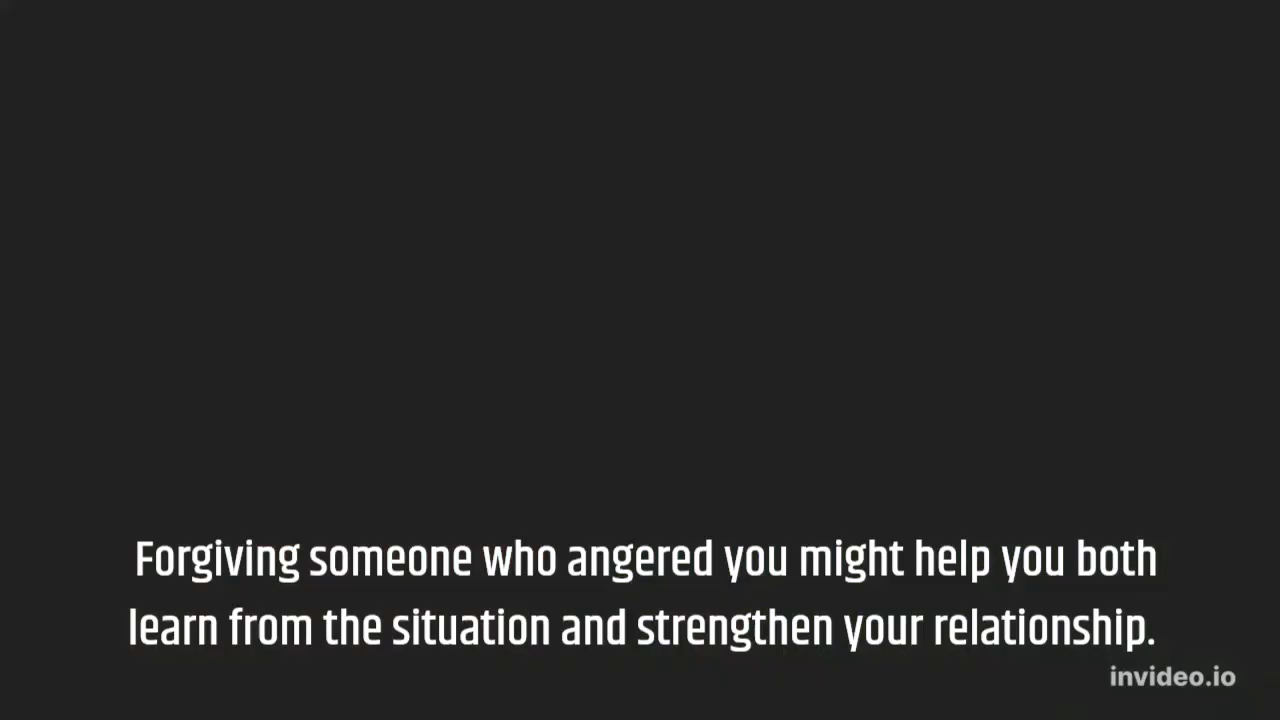 Forgiving someone who angered you might help you both
learn from the situation and strengthen your relationship.
invideo.io